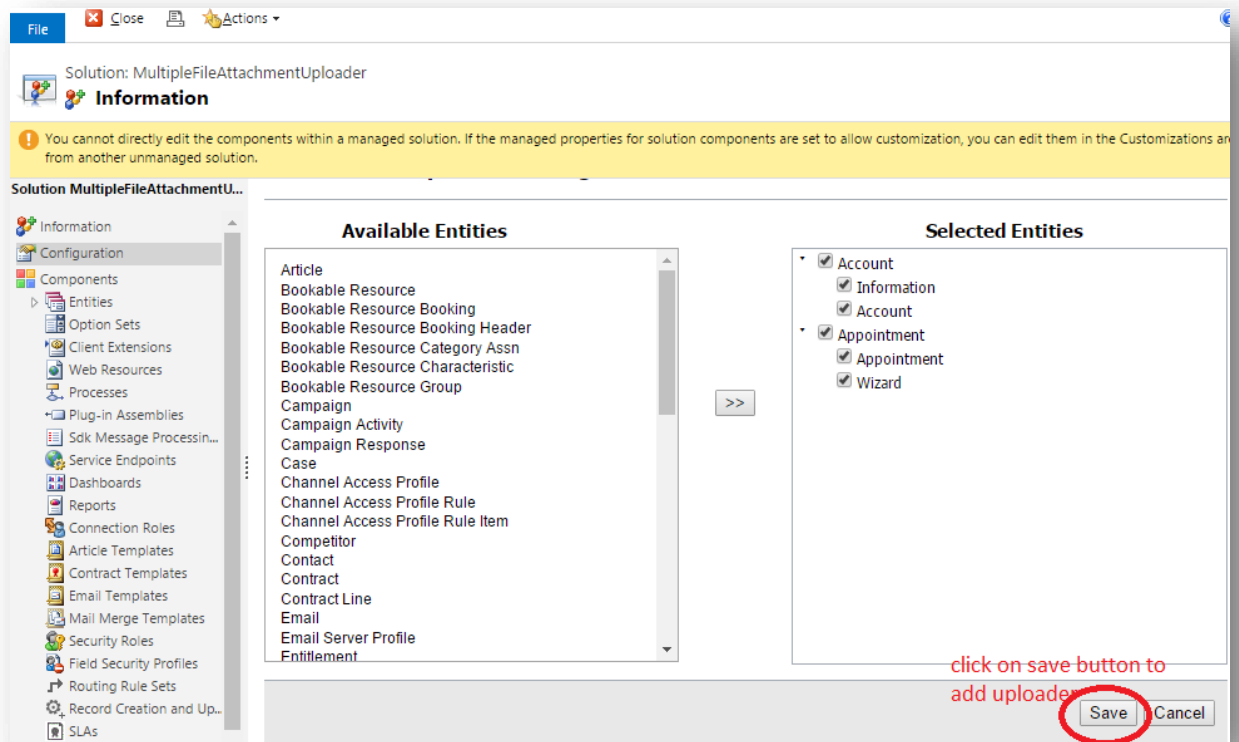 File
Close
Actions
Solution: MultipleFileAttachmentUploader
Information
You cannot directly edit the components within a managed solution. If the managed properties for solution components are set to allow customization, you can edit them in the Customizations
from another unmanaged solution.
Solution MultipleFileAttachmentU...
Information
Configuration
Components
Entities
Option Sets
Client Extensions
Web Resources
Processes
Plug-in Assemblies
Sdk Message Processin...
Service Endpoints
Dashboards
Reports
Connection Roles
Article Templates
Contract Templates
Email Templates
Mail Merge Templates
Security Roles
Field Security Profiles
Routing Rule Sets
Record Creation and Up...
SLAs
Available Entities
Article
Bookable Resource
Bookable Resource Booking
Bookable Resource Booking Header
Bookable Resource Category Assn
Bookable Resource Characteristic
Bookable Resource Group
Campaign
Campaign Activity
Campaign Response
Case
Channel Access Profile
Channel Access Profile Rule
Channel Access Profile Rule Item
Competitor
Contact
Contract
Contract Line
Email
Email Server Profile
Entitlement
>>
Selected Entities
Account
Information
Account
Appointment
Appointment
Wizard
click on save button to
add uploader
Save
Cancel